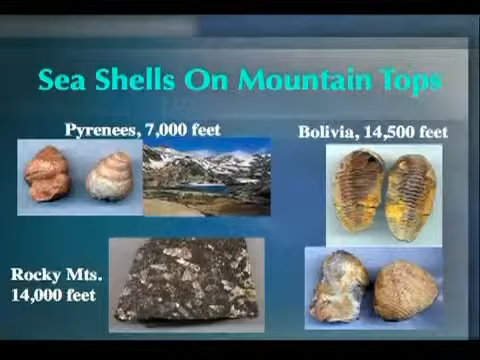 Sea Shells On Mountain Tops
Pyrenees, 7,000 feet
Bolivia, 14,500 feet
Rocky Mts.
14,000 feet